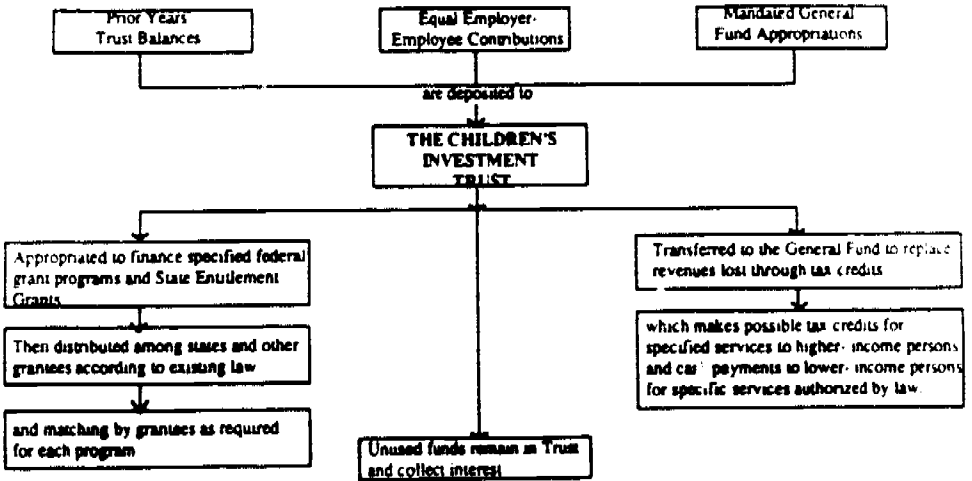 Prior Years
Trust Balances
Equal Employer-
Employee Contributions
Mandated General
Fund Appropriations
are deposited to
THE CHILDREN'S
INVESTMENT
TRUST
Appropriated to finance specified federal
grant programs and State Entitlement
Grants
Then distributed among states and other
grantees according to existing law
and matching by grantees as required
for each program
Unused funds remain in Trust
and collect interest
Transferred to the General Fund to replace
revenues lost through tax credits
which makes possible tax credits for
specified services to higher- income persons
and payments to lower- income persons
for specific services authorized by law.